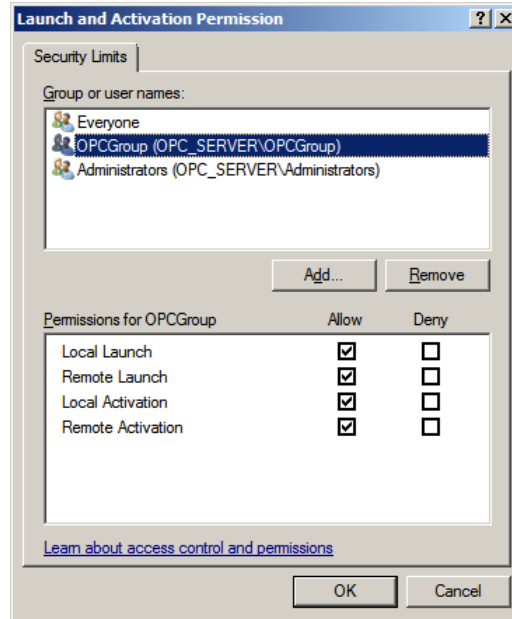 Launch and Activation Permission
Security Limits
Group or user names:
Everyone
OPCGroup (OPC_SERVER\OPCGroup)
Administrators (OPC_SERVER\Administrators)
Add... Remove
Permissions for OPCGroup Allow Deny
Local Launch
Remote Launch
Local Activation
Remote Activation
Learn about access control and permissions
OK Cancel